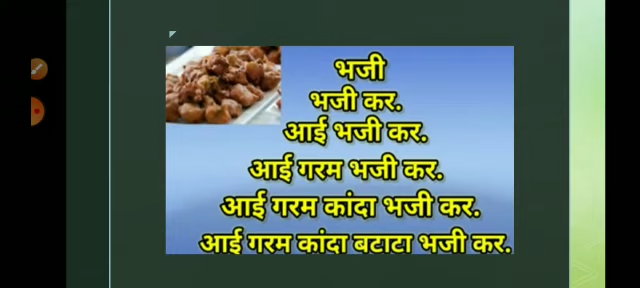 भजी
भजी कर.
आई भजी कर.
आई गरम भजी कर.
आई गरम कांदा भजी कर.
आई गरम कांदा बटाटा भजी कर.